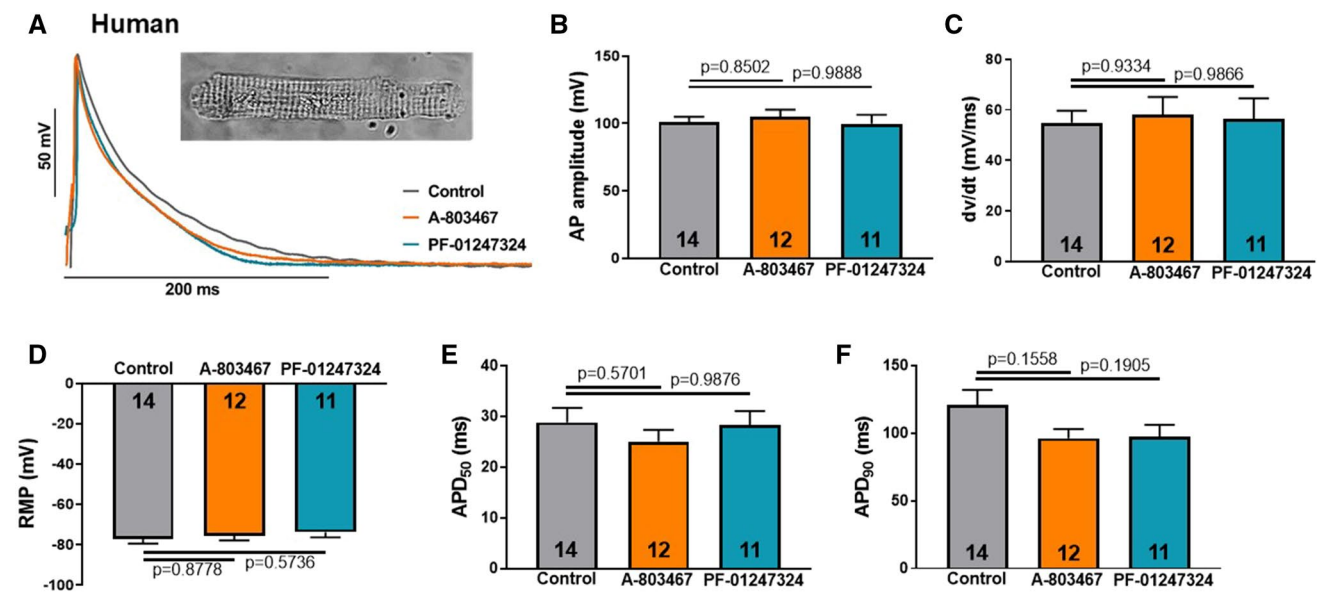 A
Human
50 mV
Control
A-803467
PF-01247324
200 ms
B
AP amplitude (mV)
150
100
50
0
p=0.8502
p=0.9888
14
12
11
Control
A-803467
PF-01247324
C
dv/dt (mV/ms)
80
60
40
20
0
p=0.9334
p=0.9866
14
12
11
Control
A-803467
PF-01247324
D
Control
A-803467
PF-01247324
RMP (mV)
0
-20
-40
-60
-80
-100
14
12
11
p=0.8778
p=0.5736
E
APD50 (ms)
40
30
20
10
0
p=0.5701
p=0.9876
14
12
11
Control
A-803467
PF-01247324
F
APD90 (ms)
150
100
50
0
p=0.1558
p=0.1905
14
12
11
Control
A-803467
PF-01247324